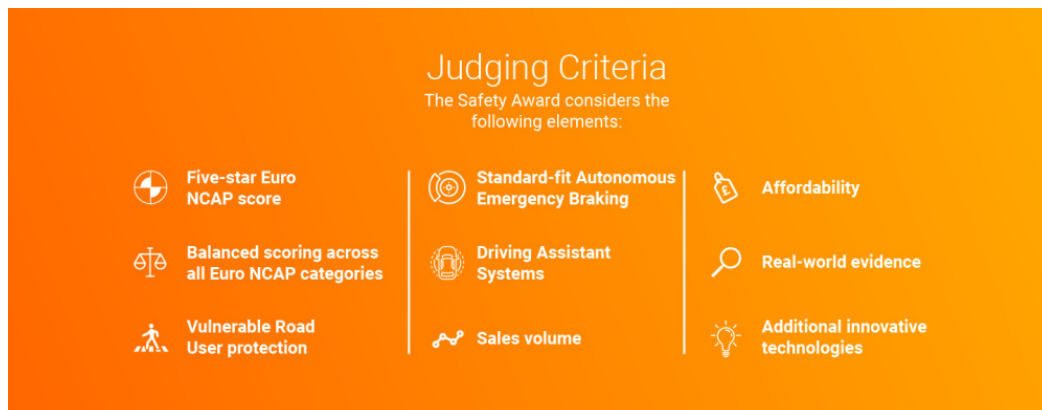 Judging Criteria
The Safety Award considers the
following elements:
Five-star Euro
NCAP score
Balanced scoring across
all Euro NCAP categories
Vulnerable Road
User protection
Standard-fit Autonomous
Emergency Braking
Driving Assistant
Systems
Sales volume
£
Affordability
Real-world evidence
Additional innovative
technologies